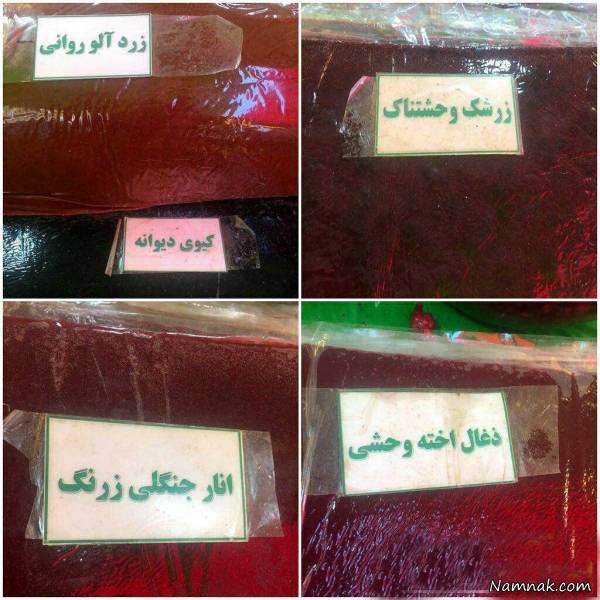 زرد آلو روانی
زرشک وحشتناک
کیوی دیوانه
انار جنگلی زرنگ
ذغال اخته وحشی
Namnak.com